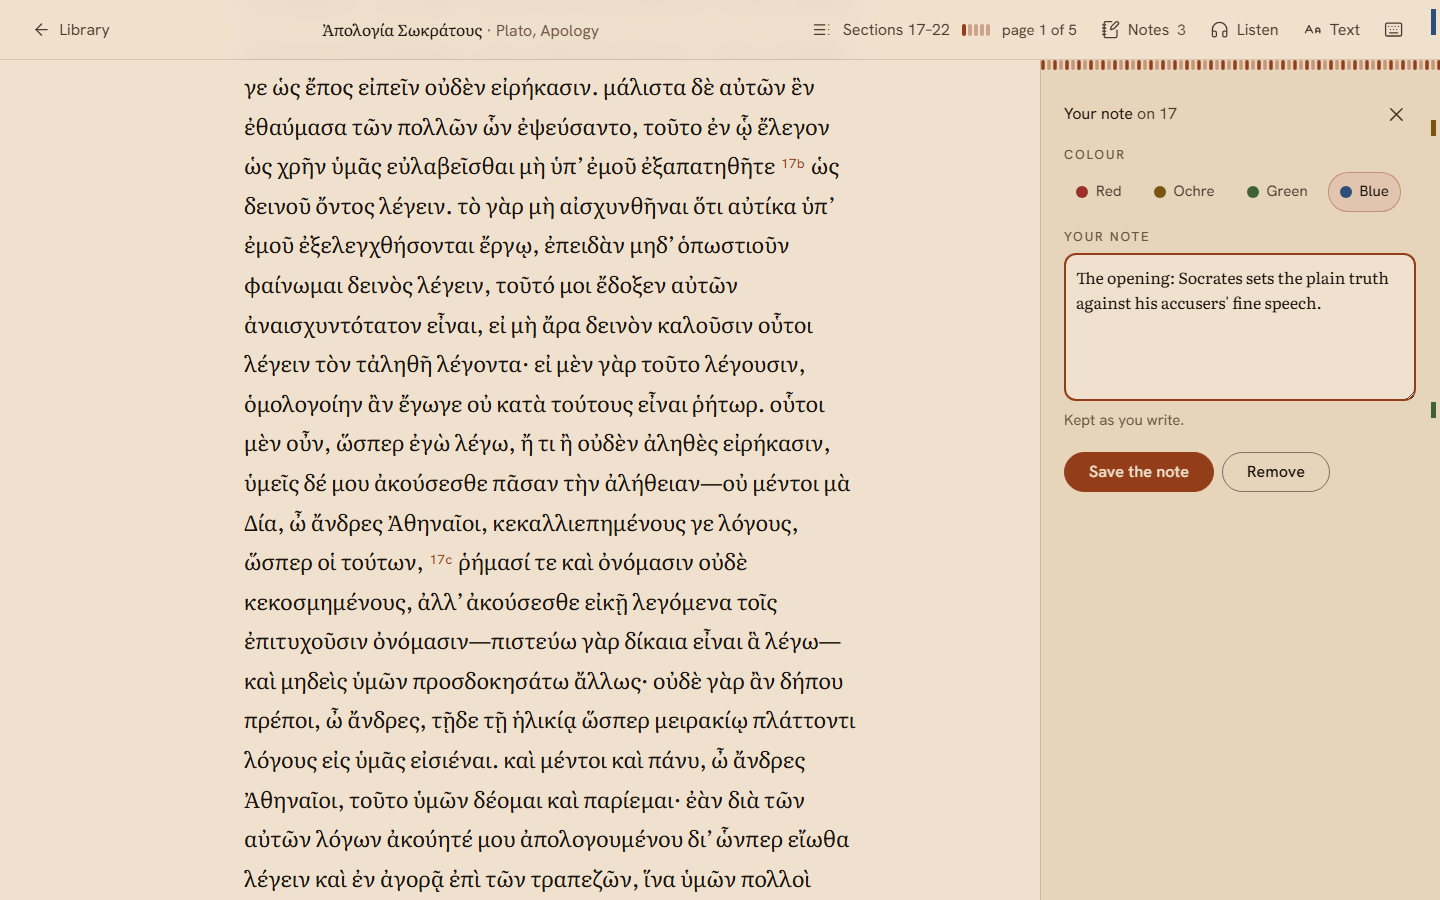 Library
Ἀπολογία Σωκράτους · Plato, Apology
Sections 17–22
page 1 of 5
Notes 3
Listen
Text
γε ὡς ἔπος εἰπεῖν οὐδὲν εἰρήκασιν. μάλιστα δὲ αὐτῶν ἓν
ἐθαύμασα τῶν πολλῶν ὧν ἐψεύσαντο, τοῦτο ἐν ᾧ ἔλεγον
ὡς χρῆν ὑμᾶς εὐλαβεῖσθαι μὴ ὑπ’ ἐμοῦ ἐξαπατηθῆτε 17b ὡς
δεινοῦ ὄντος λέγειν. τὸ γὰρ μὴ αἰσχυνθῆναι ὅτι αὐτίκα ὑπ’
ἐμοῦ ἐξελεγχθήσονται ἔργῳ, ἐπειδὰν μηδ’ ὁπωστιοῦν
φαίνωμαι δεινὸς λέγειν, τοῦτό μοι ἔδοξεν αὐτῶν
ἀναισχυντότατον εἶναι, εἰ μὴ ἄρα δεινὸν καλοῦσιν οὗτοι
λέγειν τὸν τἀληθῆ λέγοντα· εἰ μὲν γὰρ τοῦτο λέγουσιν,
ὁμολογοίην ἂν ἔγωγε οὐ κατὰ τούτους εἶναι ῥήτωρ. οὗτοι
μὲν οὖν, ὥσπερ ἐγὼ λέγω, ἤ τι ἢ οὐδὲν ἀληθὲς εἰρήκασιν,
ὑμεῖς δέ μου ἀκούσεσθε πᾶσαν τὴν ἀλήθειαν—οὐ μέντοι μὰ
Δία, ὦ ἄνδρες Ἀθηναῖοι, κεκαλλιεπημένους γε λόγους,
ὥσπερ οἱ τούτων, 17c ῥήμασί τε καὶ ὀνόμασιν οὐδὲ
κεκοσμημένους, ἀλλ’ ἀκούσεσθε εἰκῇ λεγόμενα τοῖς
ἐπιτυχοῦσιν ὀνόμασιν—πιστεύω γὰρ δίκαια εἶναι ἃ λέγω—
καὶ μηδεὶς ὑμῶν προσδοκησάτω ἄλλως· οὐδὲ γὰρ ἂν δήπου
πρέποι, ὦ ἄνδρες, τῇδε τῇ ἡλικίᾳ ὥσπερ μειρακίῳ πλάττοντι
λόγους εἰς ὑμᾶς εἰσιέναι. καὶ μέντοι καὶ πάνυ, ὦ ἄνδρες
Ἀθηναῖοι, τοῦτο ὑμῶν δέομαι καὶ παρίεμαι· ἐὰν διὰ τῶν
αὐτῶν λόγων ἀκούητέ μου ἀπολογουμένου δι’ ὧνπερ εἴωθα
λέγειν καὶ ἐν ἀγορᾷ ἐπὶ τῶν τραπεζῶν, ἵνα ὑμῶν πολλοὶ
Your note on 17
COLOUR
Red
Ochre
Green
Blue
YOUR NOTE
The opening: Socrates sets the plain truth
against his accusers' fine speech.
Kept as you write.
Save the note
Remove